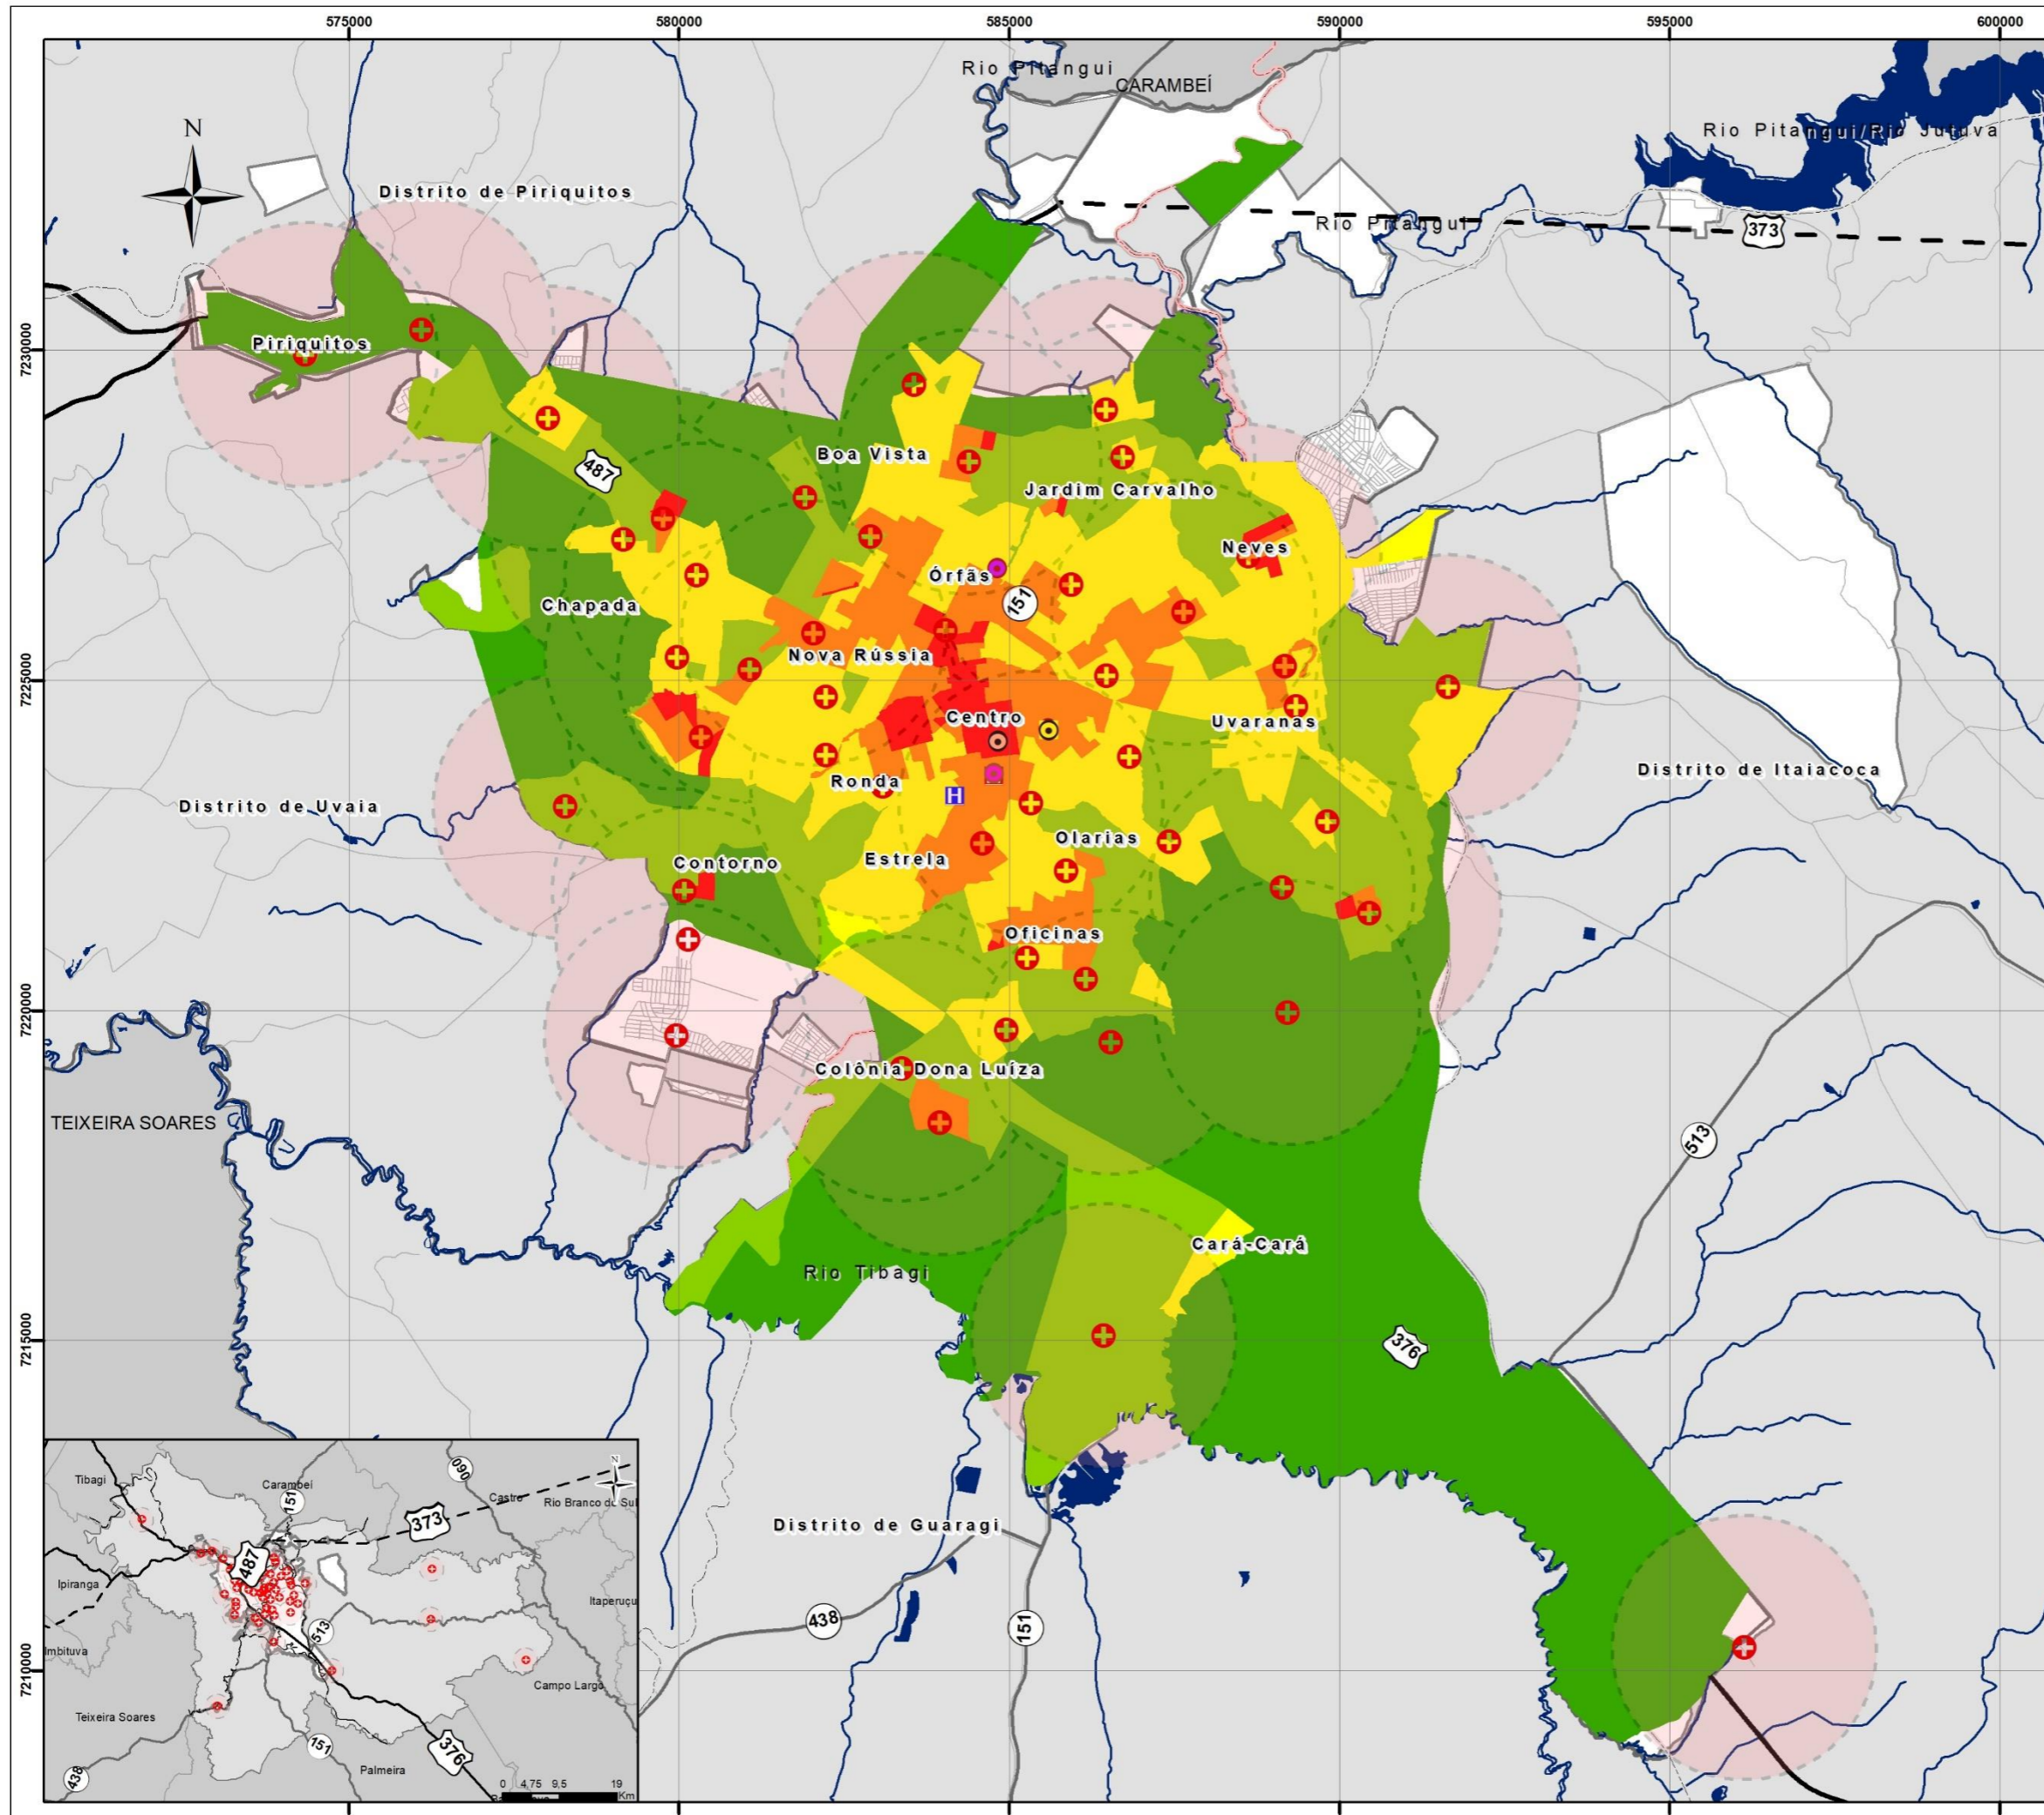 575000
580000
585000
590000
595000
600000
Rio Pitangui
CARAMBEÍ
Rio Pitangui/Rio Jutuva
N
Distrito de Piriquitos
Rio Pitangui
373
7230000
Piriquitos
Boa Vista
487
Jardim Carvalho
Neves
Órfãs
151
Chapada
Nova Rússia
7225000
Centro
Uvaranas
Distrito de Itaiacoca
Ronda
H
Distrito de Uvaia
Olarias
Estrela
Contorno
Oficinas
7220000
Colônia Dona Luíza
TEIXEIRA SOARES
513
Cará-Cará
Rio Tibagi
7215000
376
Distrito de Guaragi
438
151
7210000
Tibagi
Carambeí
090
N
151
Castro
Rio Branco do Sul
373
487
Ipiranga
Itaperuçu
513
Imbituva
Campo Largo
Teixeira Soares
151
376
Palmeira
438
0 4,75 9,5 19
Km